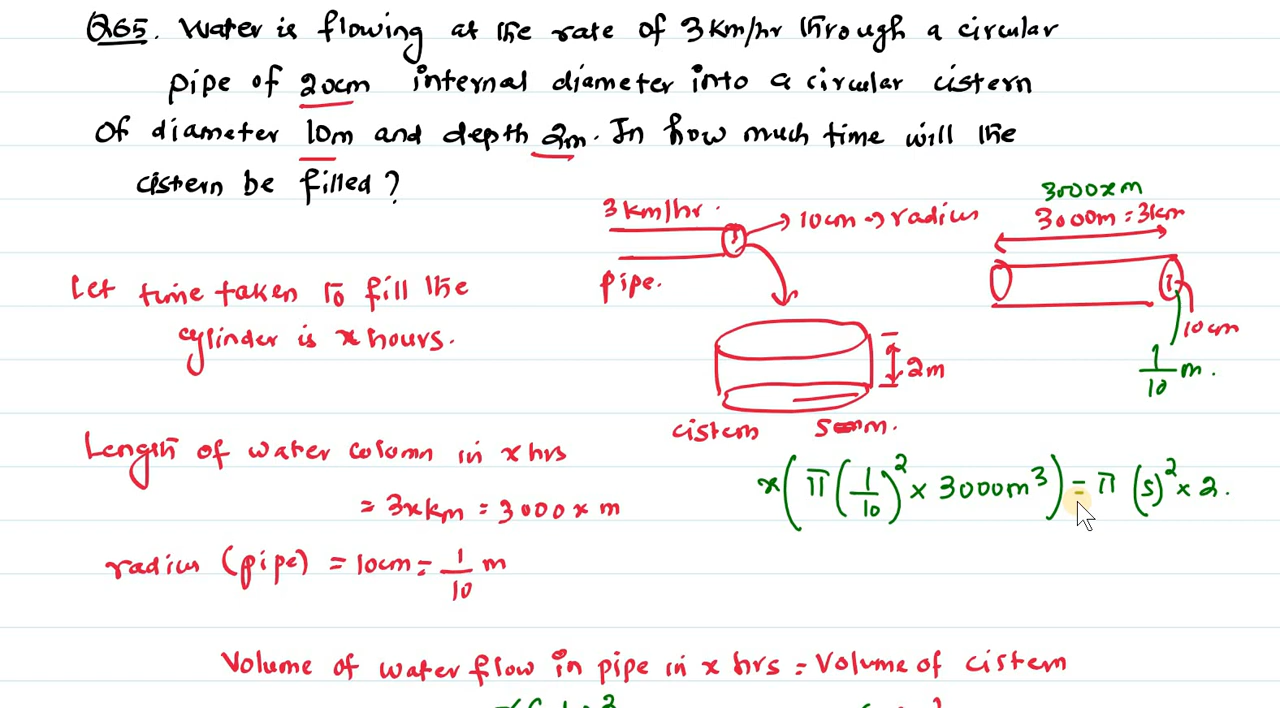 Q65. Water is flowing at the rate of 3 Km/hr through a circular
pipe of 20cm internal diameter into a circular cistern
of diameter 10m and depth 2m. In how much time will the
cistern be filled?
3000x m
3000m = 3km
3km/hr.
10cm → radius
pipe.
10cm
1/10 m.
Let time taken to fill the
cylinder is x hours.
2m
cistern
5m.
Length of water column in x hrs
= 3x km = 3000x m
x(π(1/10)² × 3000m³) = π(5)² × 2.
radius (pipe) = 10cm = 1/10 m
Volume of water flow in pipe in x hrs = Volume of cistern